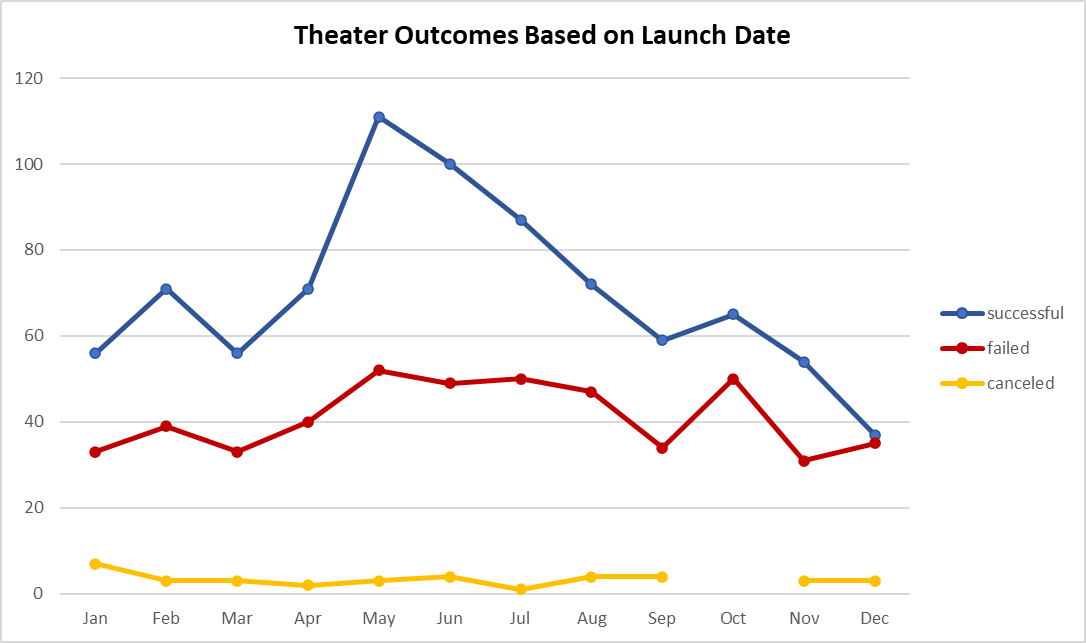 Theater Outcomes Based on Launch Date
120
100
80
60
40
20
0
Jan Feb Mar Apr May Jun Jul Aug Sep Oct Nov Dec
successful
failed
canceled